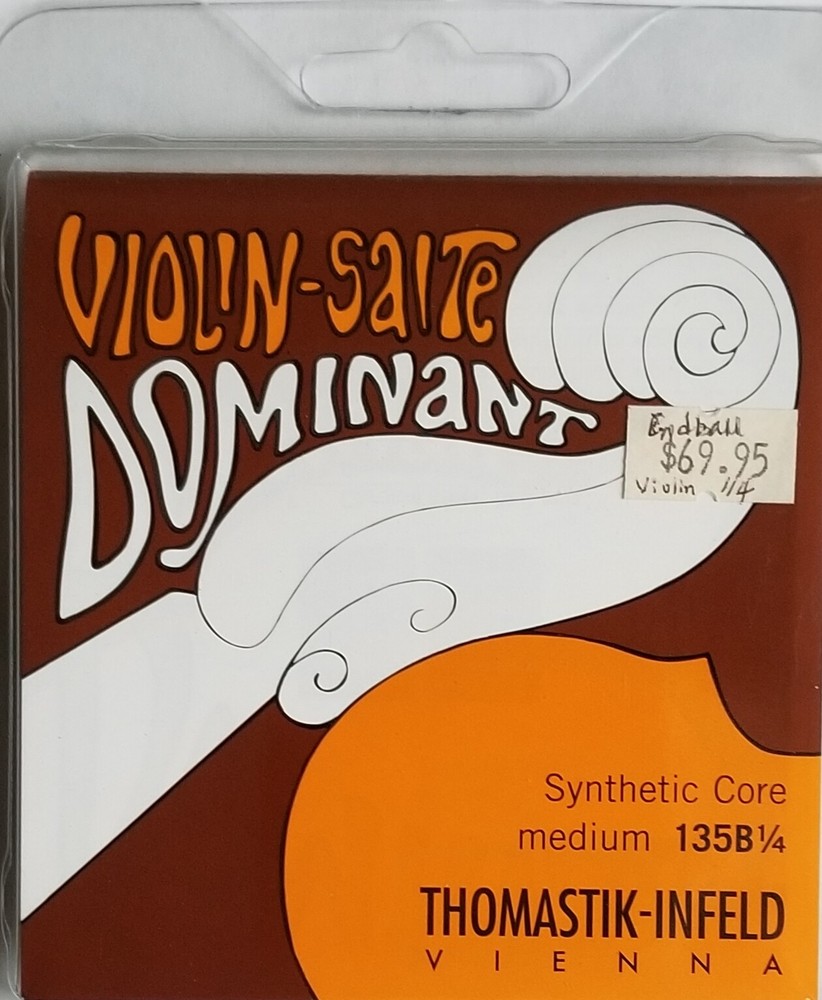 VIOLIN-SAITE
DOMINANT
Endball
$69.95
Violin 1/4
Synthetic Core
medium 135B¼
THOMASTIK-INFELD
VIENNA